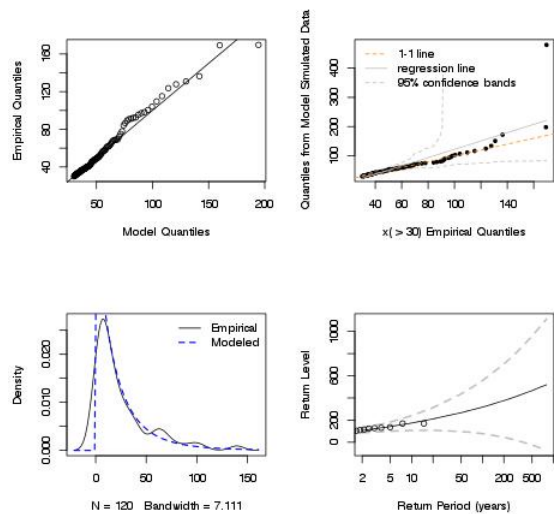 Empirical Quantiles
160
120
80
40
50
100
150
200
Model Quantiles
Quantiles from Model Simulated Data
400
300
200
100
1-1 line
regression line
95% confidence bands
40
60
80
100
140
x( > 30) Empirical Quantiles
Density
0.020
0.010
0.000
Empirical
Modeled
0
50
100
150
N = 120 Bandwidth = 7.111
Return Level
1000
600
200
0
2
5
10
50
200
500
Return Period (years)